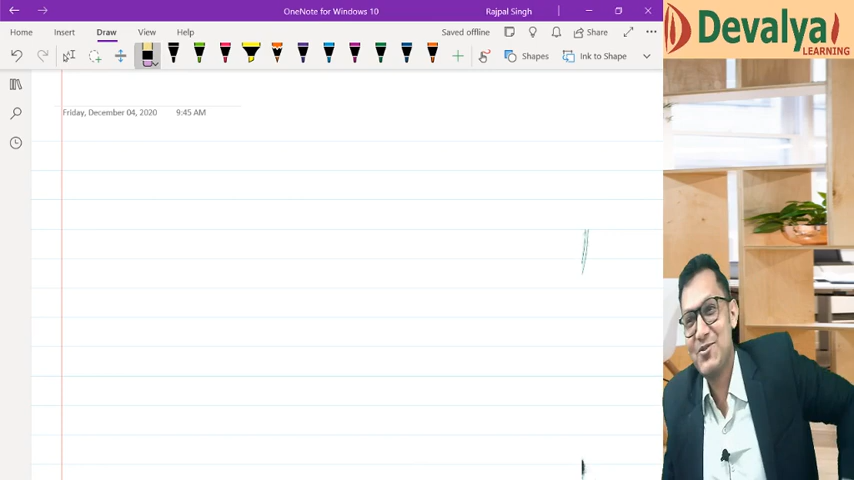 OneNote for Windows 10
Rajpal Singh
Home Insert Draw View Help
Saved offline
Share
Shapes
Ink to Shape
Friday, December 04, 2020 9:45 AM
Devalya
LEARNING